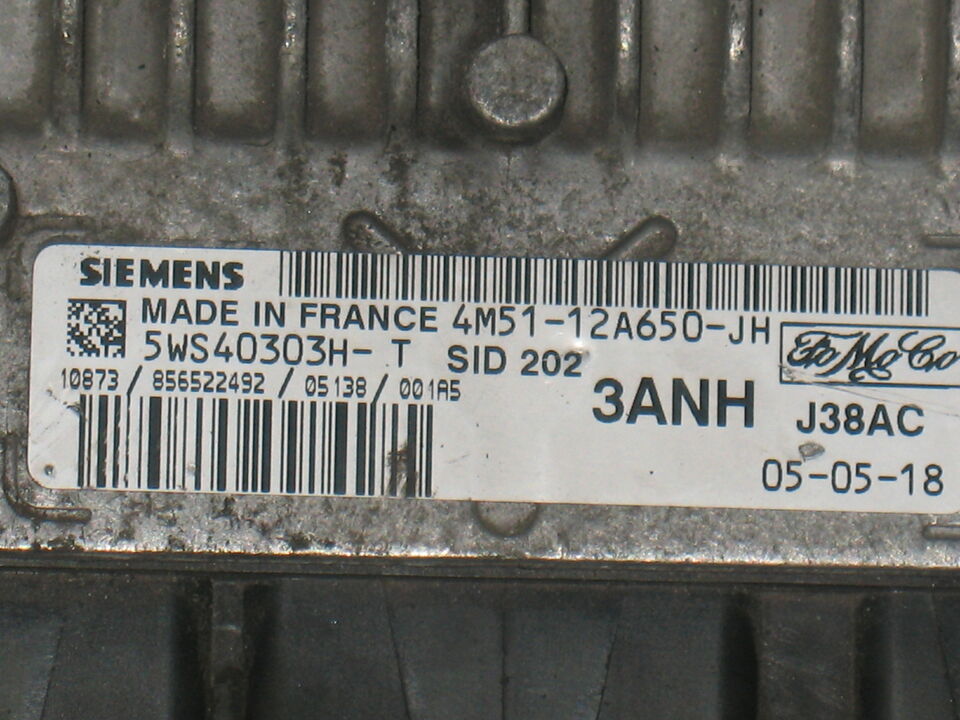 SIEMENS
MADE IN FRANCE 4M51-12A650-JH
5WS40303H- T SID 202
FoMoCo
10873 / 856522492 / 05138 / 001A5
3ANH J38AC
05-05-18